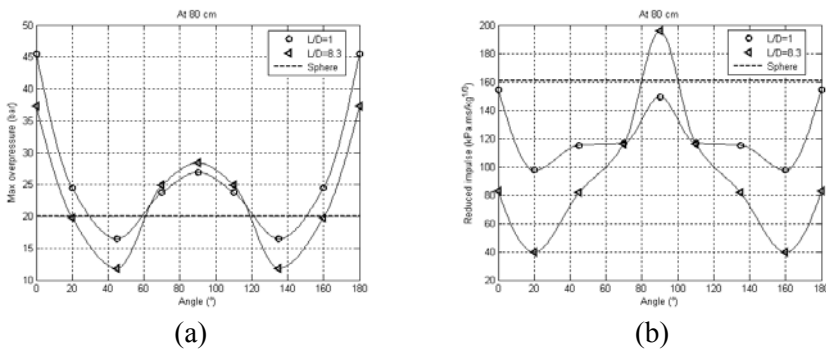 At 80 cm
Max overpressure (bar)
50
45
40
35
30
25
20
15
10
L/D=1
L/D=8.3
Sphere
0 20 40 60 80 100 120 140 160 180
Angle (°)
(a)
At 80 cm
Reduced impulse (kPa.ms/kg^1/3)
200
180
160
140
120
100
80
60
40
20
L/D=1
L/D=8.3
Sphere
0 20 40 60 80 100 120 140 160 180
Angle (°)
(b)